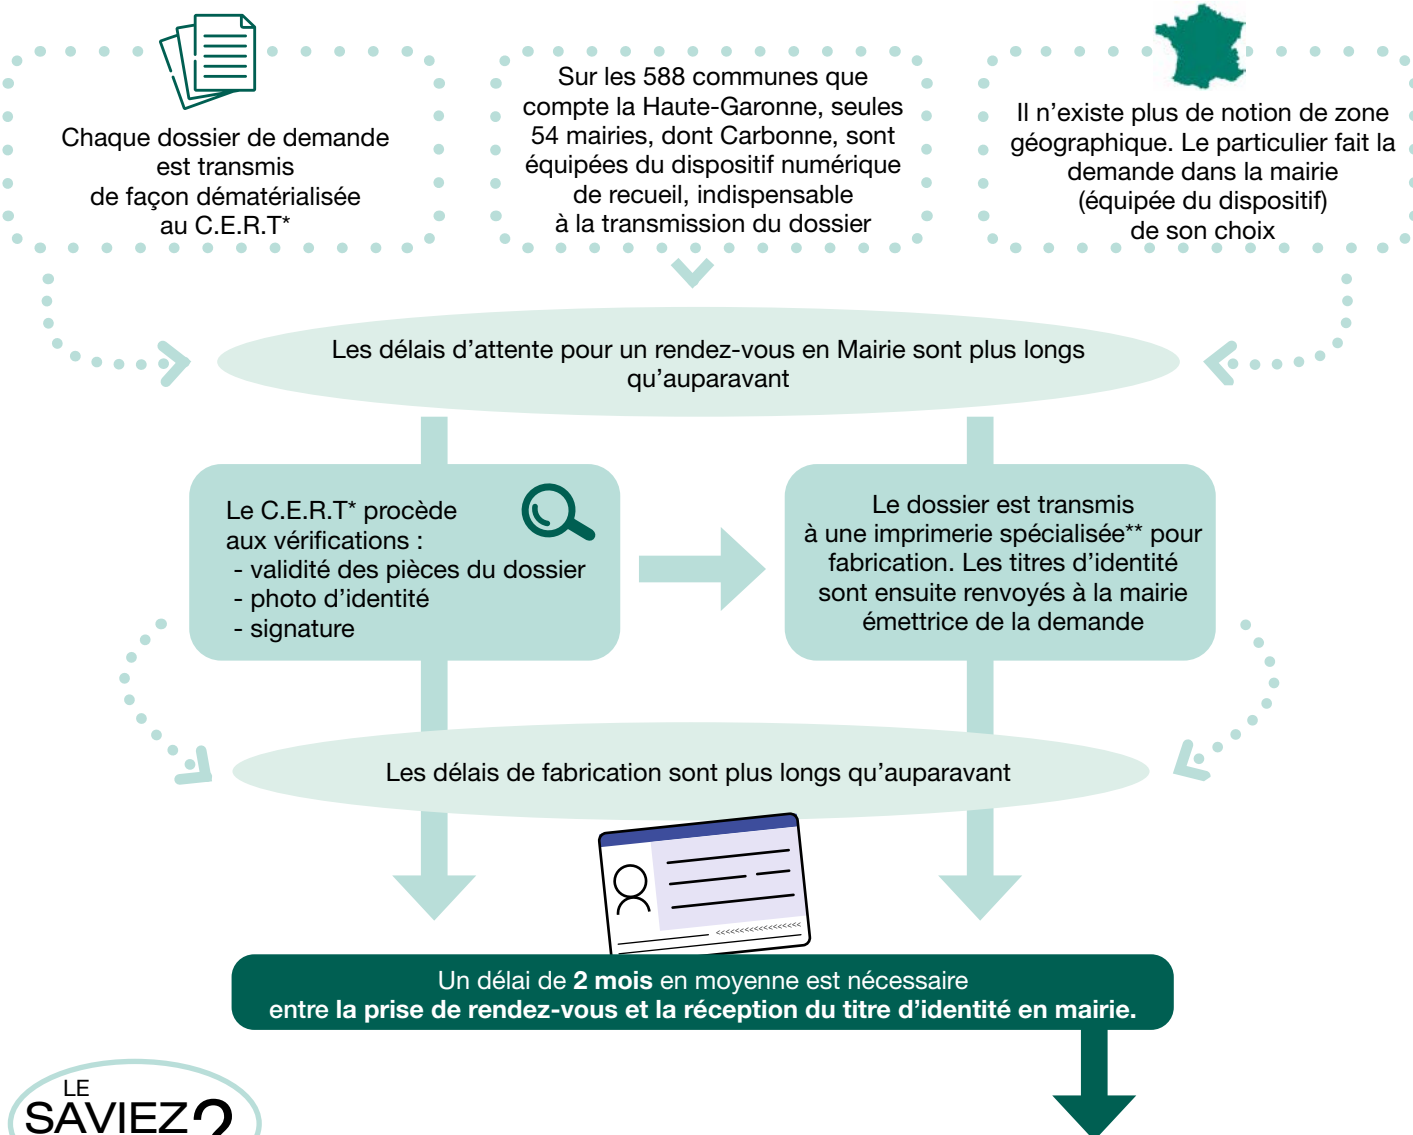 Chaque dossier de demande
est transmis
de façon dématérialisée
au C.E.R.T*
Sur les 588 communes que
compte la Haute-Garonne, seules
54 mairies, dont Carbonne, sont
équipées du dispositif numérique
de recueil, indispensable
à la transmission du dossier
Il n’existe plus de notion de zone
géographique. Le particulier fait la
demande dans la mairie
(équipée du dispositif)
de son choix
Les délais d’attente pour un rendez-vous en Mairie sont plus longs
qu’auparavant
Le C.E.R.T* procède
aux vérifications :
- validité des pièces du dossier
- photo d’identité
- signature
Le dossier est transmis
à une imprimerie spécialisée** pour
fabrication. Les titres d’identité
sont ensuite renvoyés à la mairie
émettrice de la demande
Les délais de fabrication sont plus longs qu’auparavant
<<<<<<<<<<<<<<<<<<
Un délai de 2 mois en moyenne est nécessaire
entre la prise de rendez-vous et la réception du titre d’identité en mairie.
LE
SAVIEZ ?